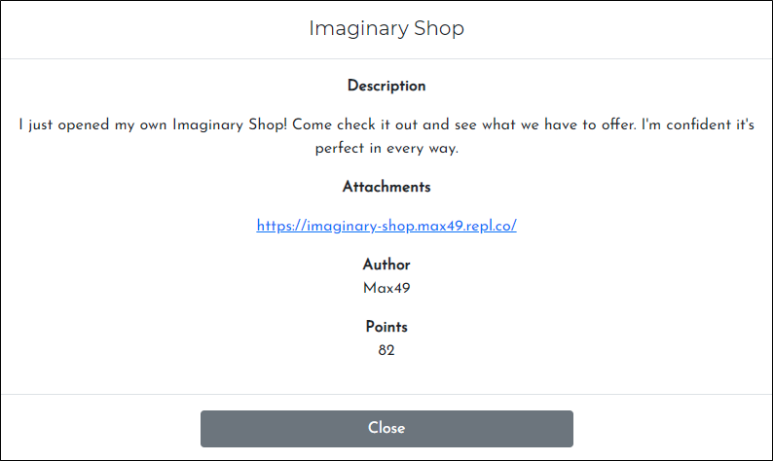 Imaginary Shop
Description
I just opened my own Imaginary Shop! Come check it out and see what we have to offer. I'm confident it's
perfect in every way.
Attachments
https://imaginary-shop.max49.repl.co/
Author
Max49
Points
82
Close